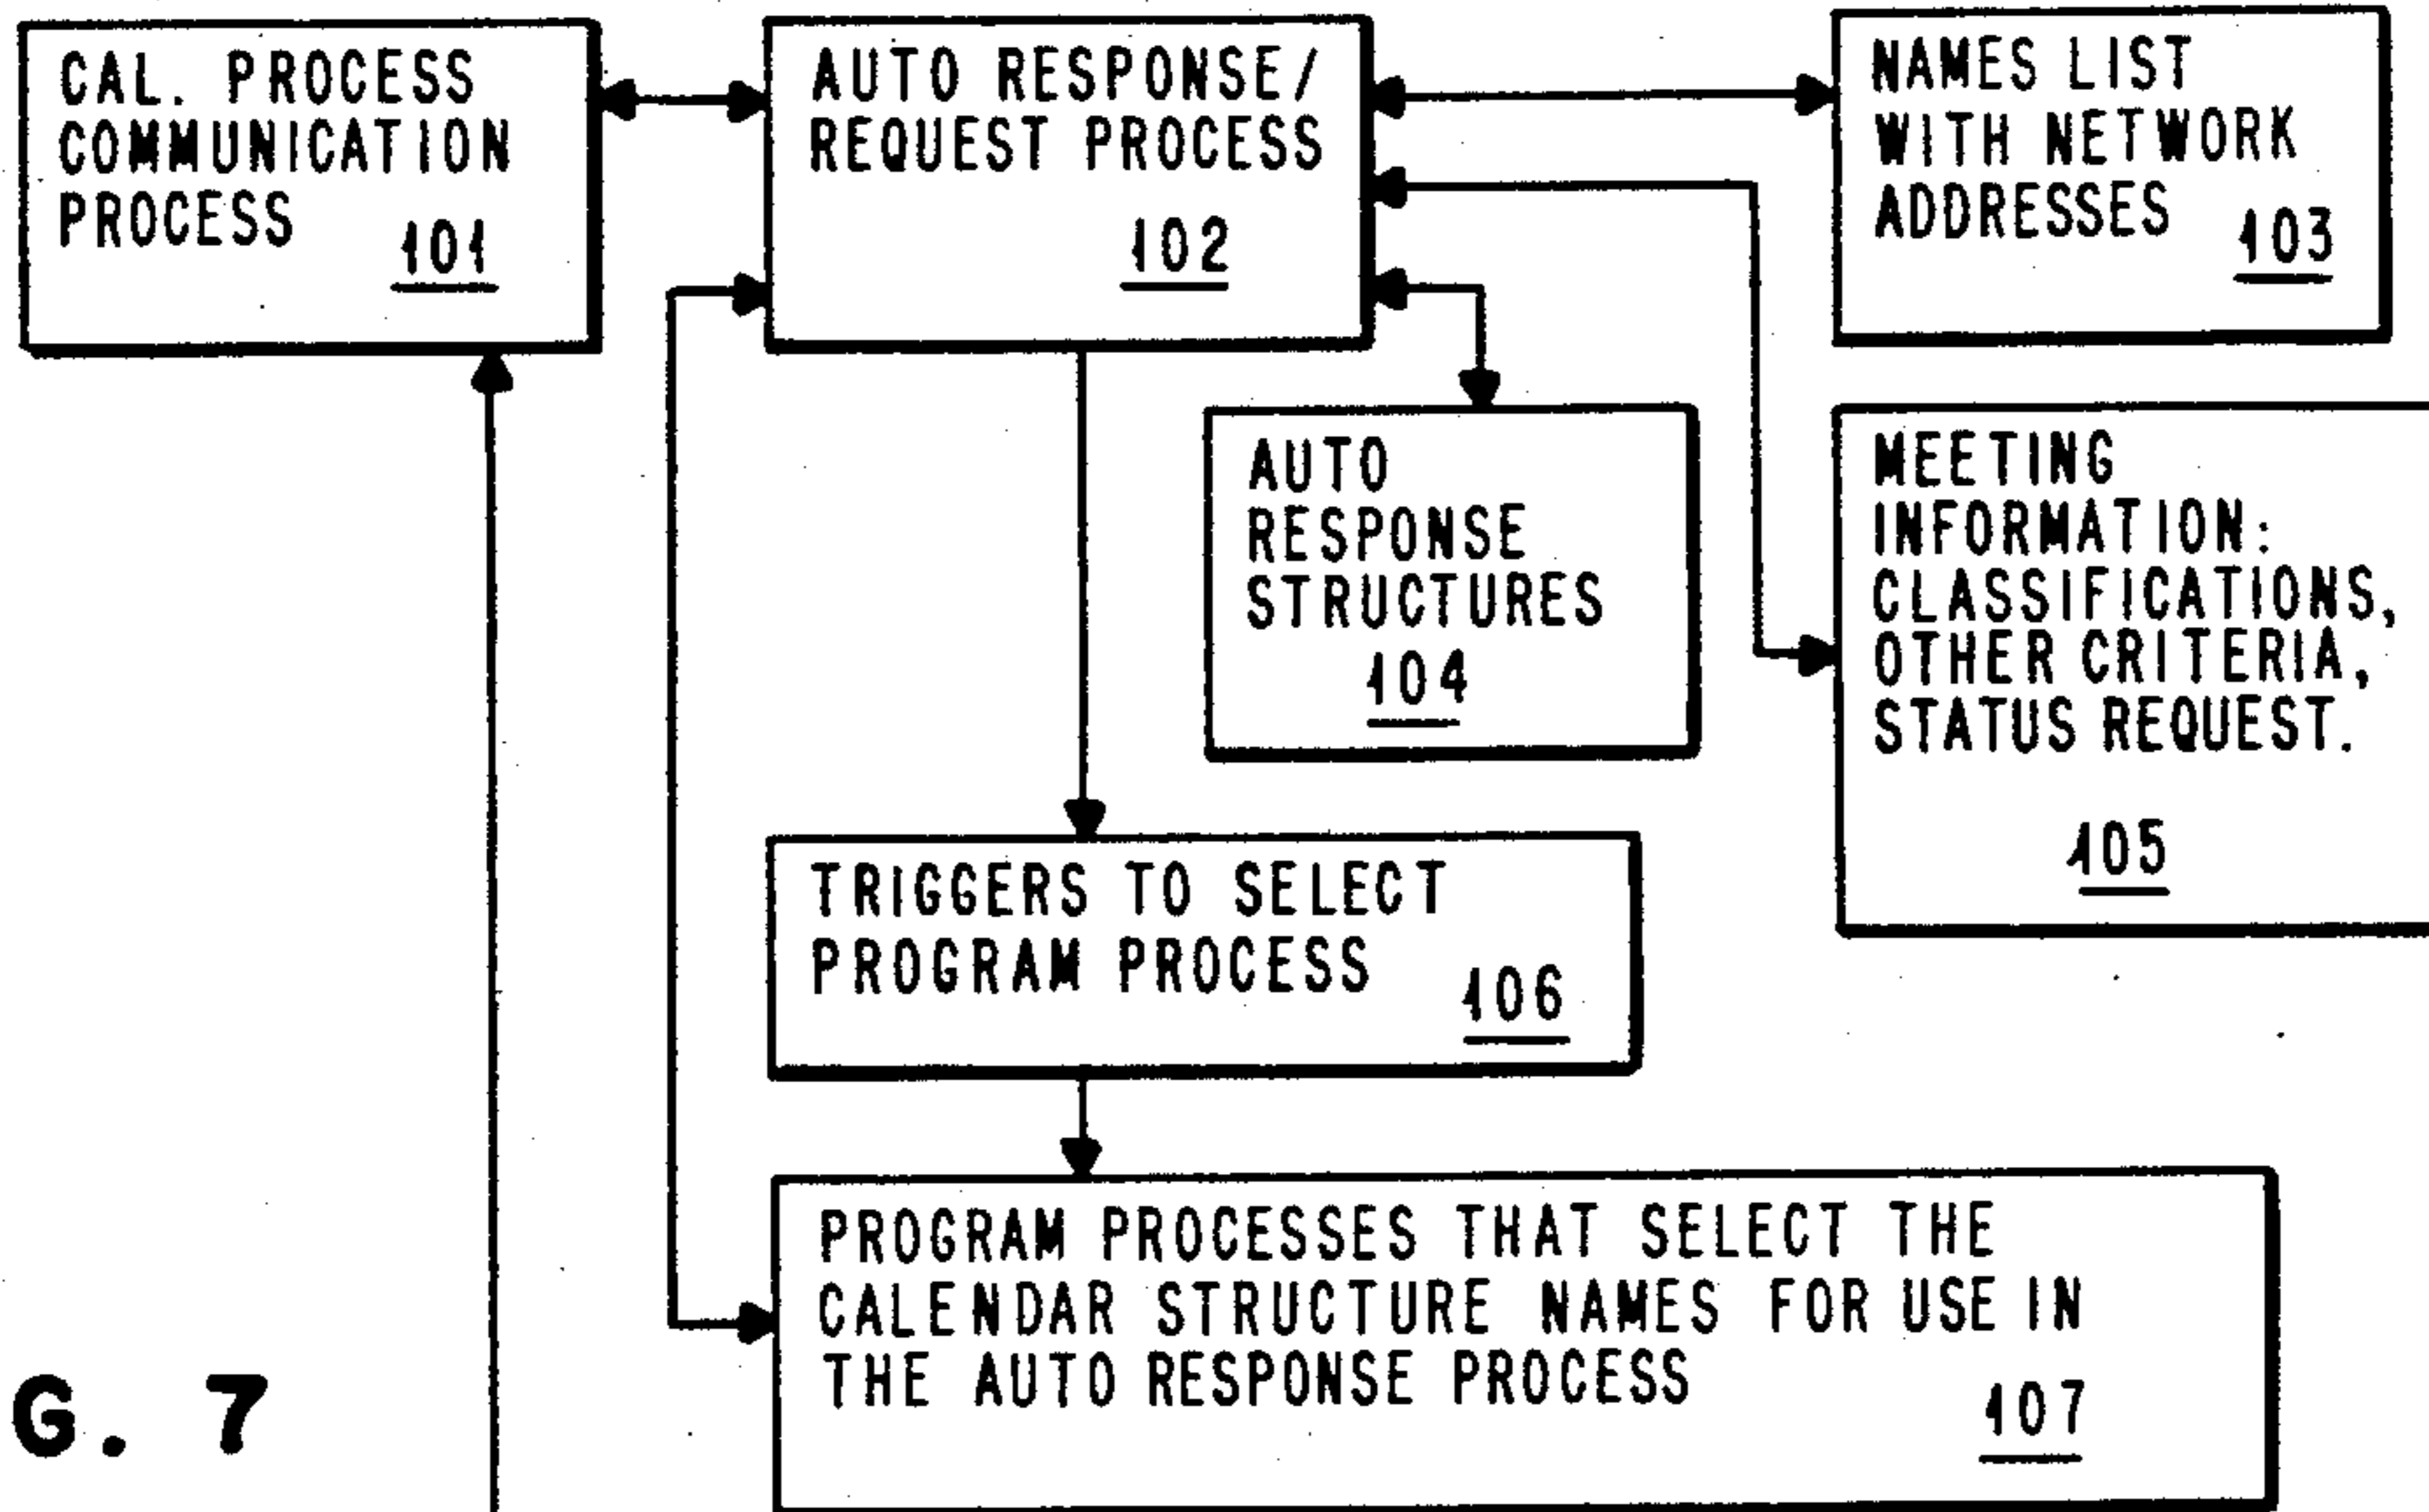 CAL. PROCESS
COMMUNICATION
PROCESS
101
AUTO RESPONSE/
REQUEST PROCESS
102
NAMES LIST
WITH NETWORK
ADDRESSES
103
AUTO
RESPONSE
STRUCTURES
104
MEETING
INFORMATION:
CLASSIFICATIONS,
OTHER CRITERIA,
STATUS REQUEST.
105
TRIGGERS TO SELECT
PROGRAM PROCESS
106
PROGRAM PROCESSES THAT SELECT THE
CALENDAR STRUCTURE NAMES FOR USE IN
THE AUTO RESPONSE PROCESS
107
G. 7